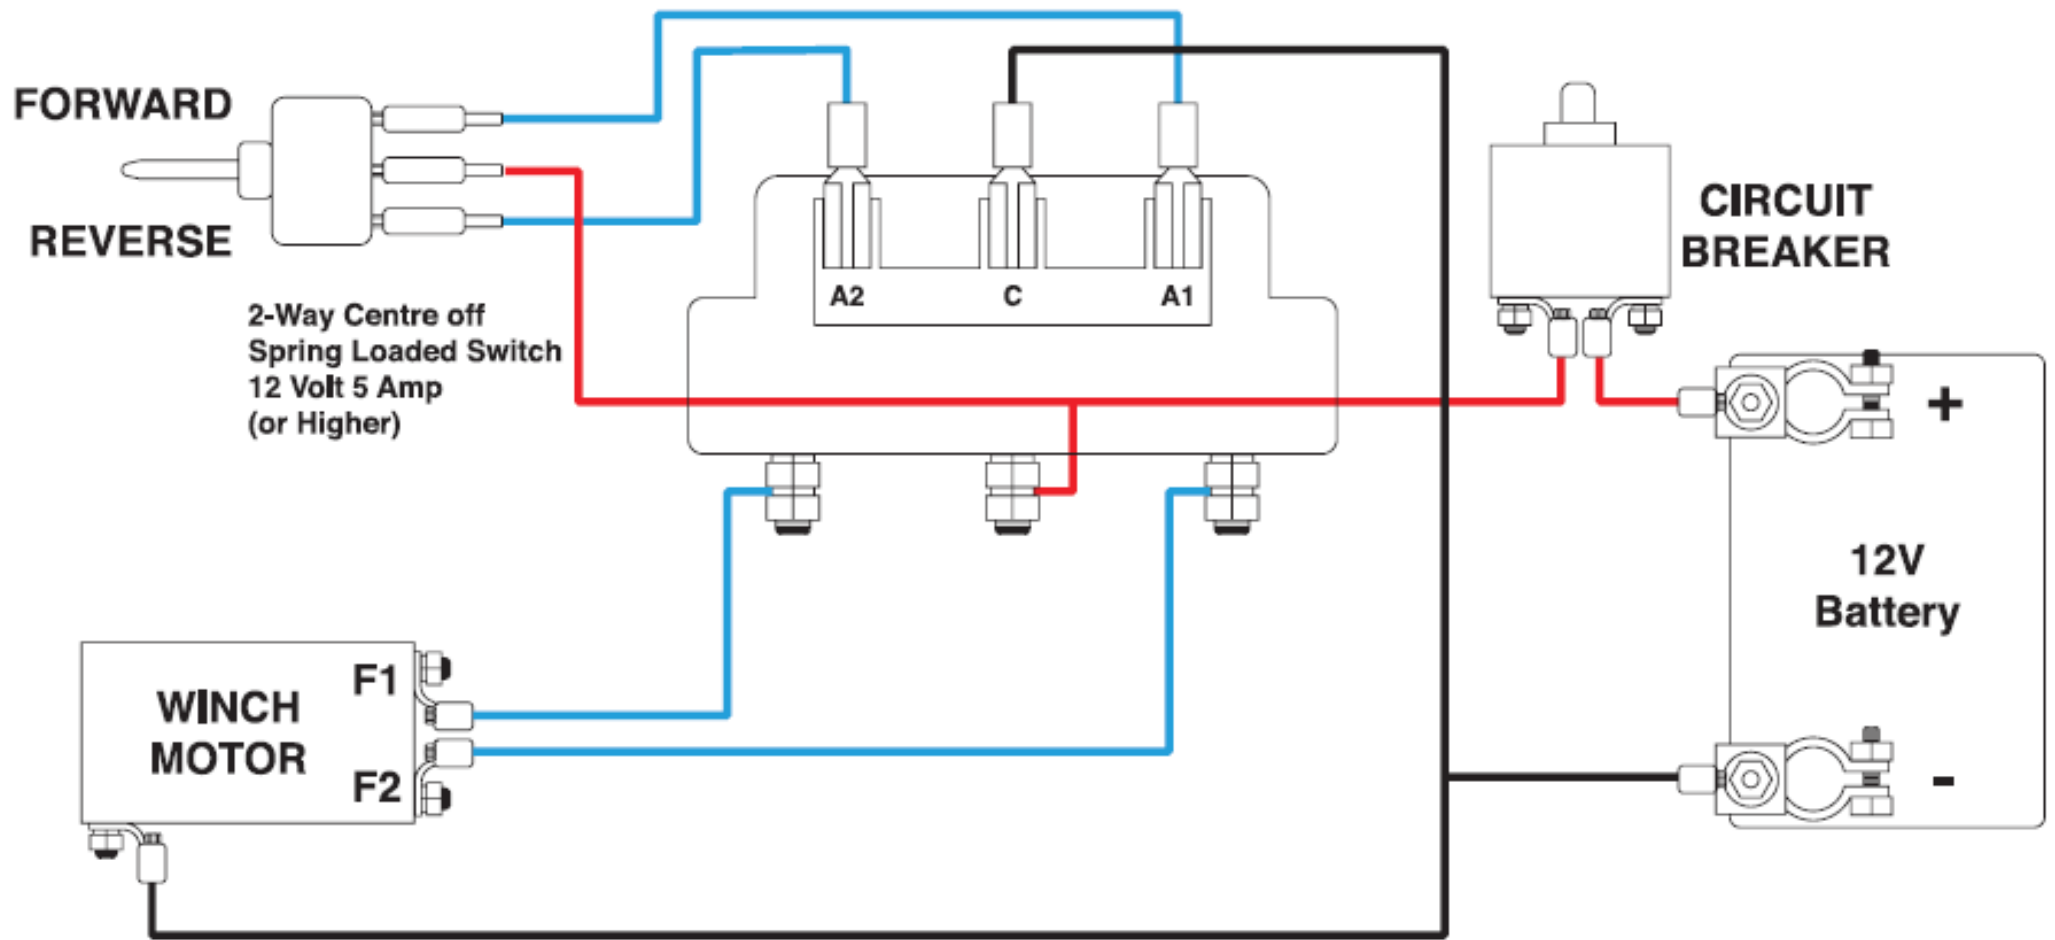 FORWARD
REVERSE
2-Way Centre off
Spring Loaded Switch
12 Volt 5 Amp
(or Higher)
A2
C
A1
CIRCUIT
BREAKER
+
12V
Battery
-
WINCH
MOTOR
F1
F2